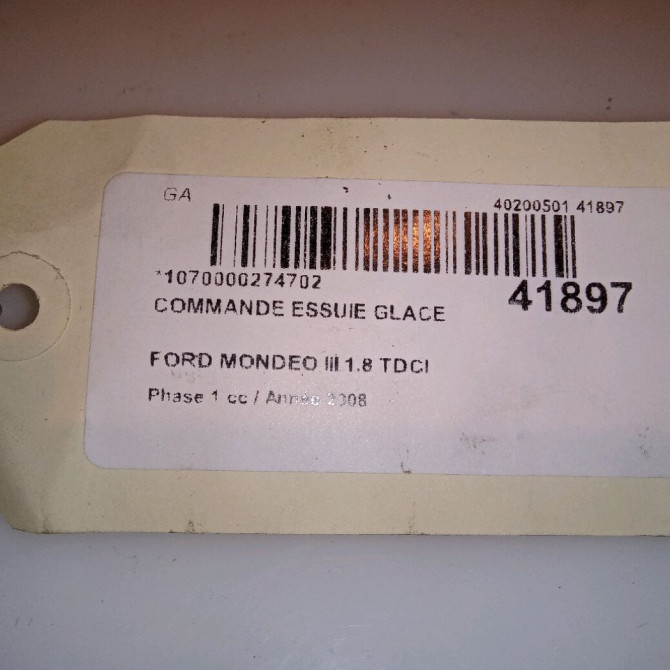 GA
40200501 41897
*1070000274702
41897
COMMANDE ESSUIE GLACE
FORD MONDEO III 1.8 TDCI
Phase 1 cc / Année 2008